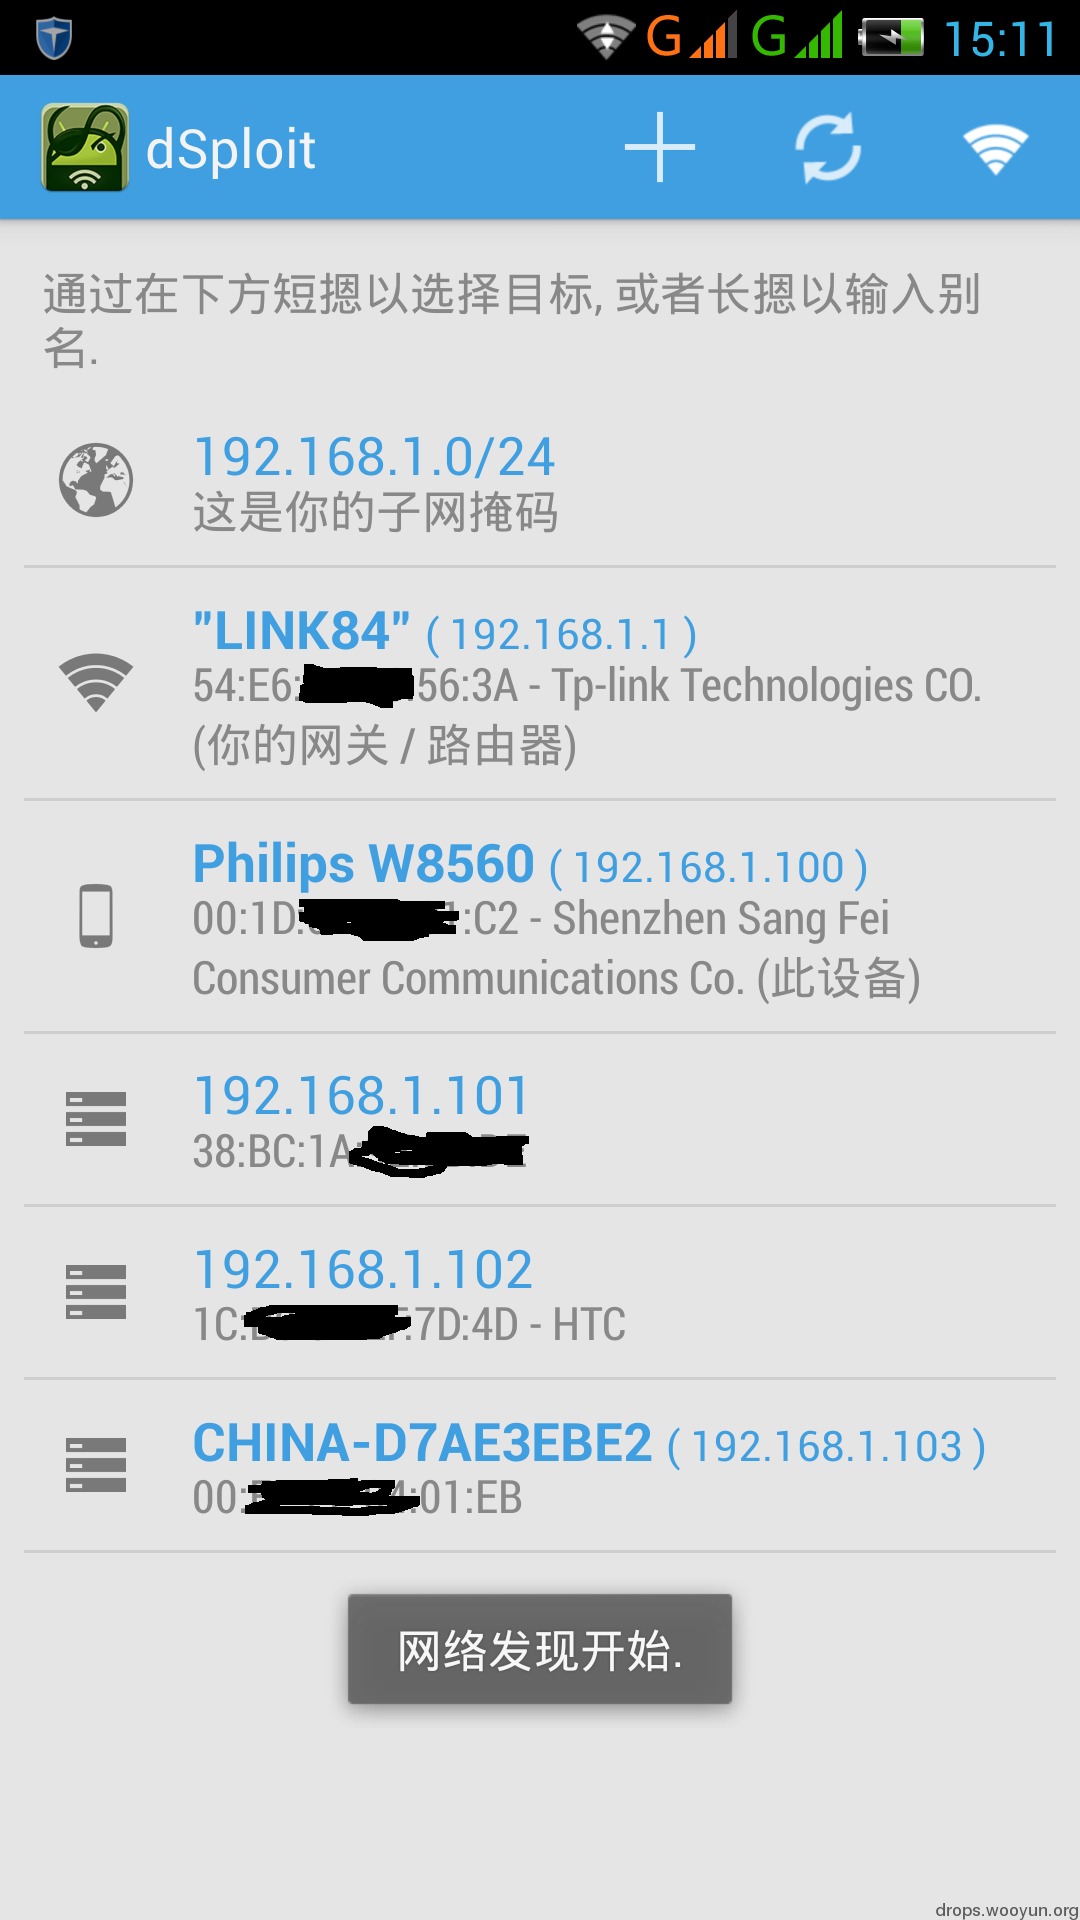 G G 15:11
dSploit
通过在下方短摁以选择目标, 或者长摁以输入别
名.
192.168.1.0/24
这是你的子网掩码
"LINK84" ( 192.168.1.1 )
54:E6: 56:3A - Tp-link Technologies CO.
(你的网关 / 路由器)
Philips W8560 ( 192.168.1.100 )
00:1D: :C2 - Shenzhen Sang Fei
Consumer Communications Co. (此设备)
192.168.1.101
38:BC:1A:
192.168.1.102
1C: :7D:4D - HTC
CHINA-D7AE3EBE2 ( 192.168.1.103 )
00: :01:EB
网络发现开始.
drops.wooyun.org